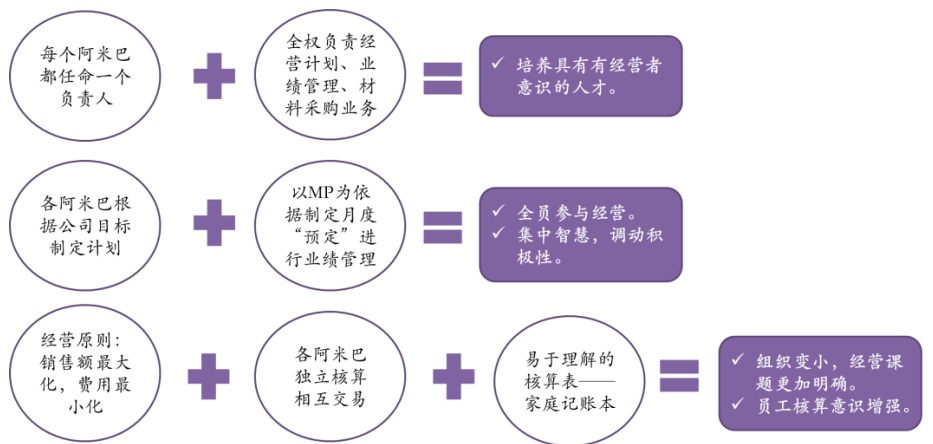 每个阿米巴
都任命一个
负责人
全权负责经
营计划、业
绩管理、材
料采购业务
✓ 培养具有有经营者
意识的人才。
各阿米巴根
据公司目标
制定计划
以MP为依
据制定月度
“预定”进
行业绩管理
✓ 全员参与经营。
✓ 集中智慧，调动积
极性。
经营原则：
销售额最大
化，费用最
小化
各阿米巴
独立核算
相互交易
易于理解的
核算表——
家庭记账本
✓ 组织变小，经营课
题更加明确。
✓ 员工核算意识增强。